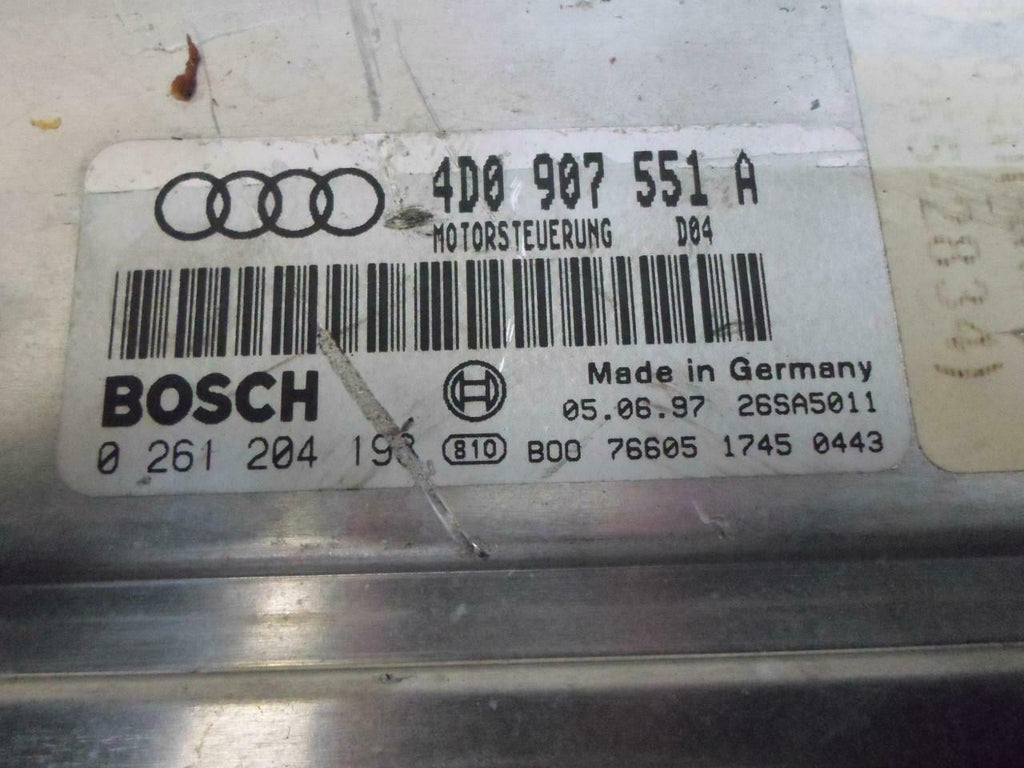 4D0 907 551 A
MOTORSTEUERUNG D04
BOSCH
Made in Germany
05.06.97 26SA5011
0 261 204 193 810 B00 76605 1745 0443